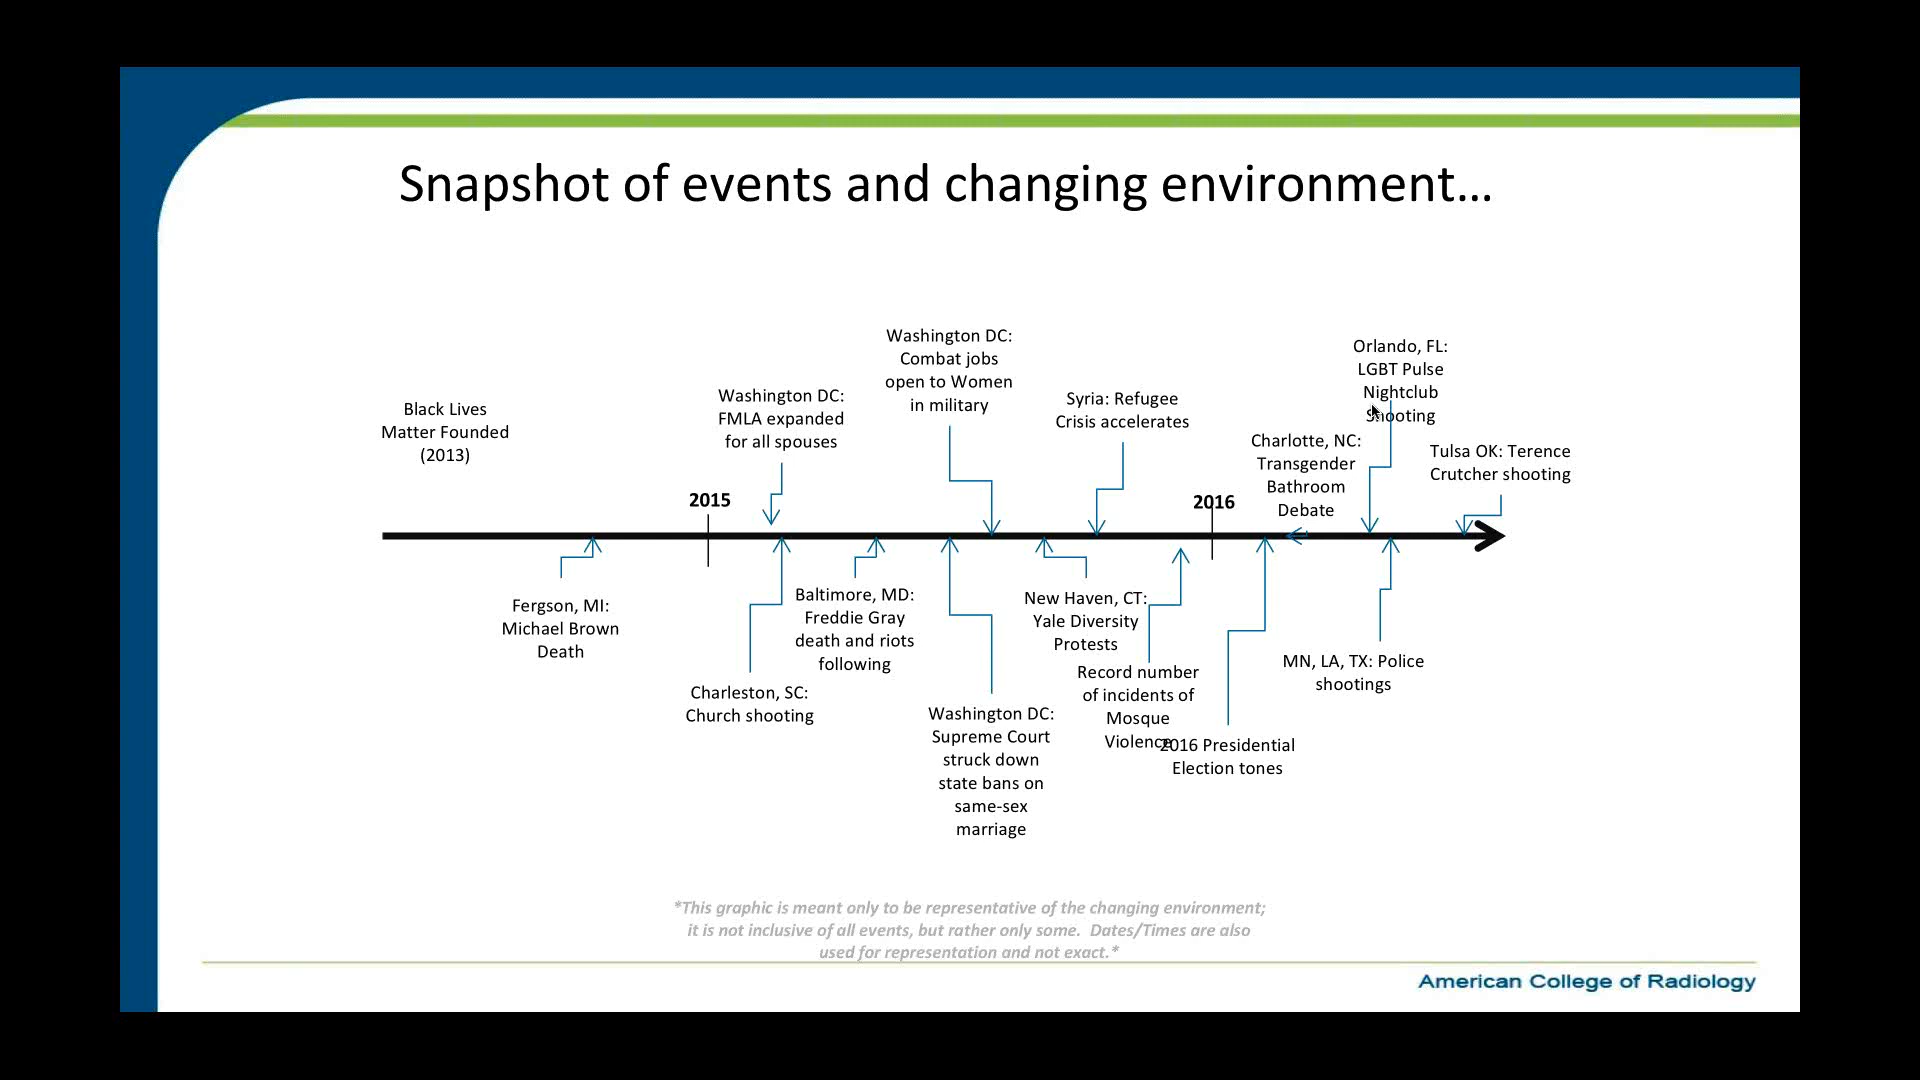 Snapshot of events and changing environment…
Black Lives
Matter Founded
(2013)
Washington DC:
FMLA expanded
for all spouses
Washington DC:
Combat jobs
open to Women
in military
Syria: Refugee
Crisis accelerates
Charlotte, NC:
Transgender
Bathroom
Debate
Orlando, FL:
LGBT Pulse
Nightclub
Shooting
Tulsa OK: Terence
Crutcher shooting
2015
2016
Fergson, MI:
Michael Brown
Death
Charleston, SC:
Church shooting
Baltimore, MD:
Freddie Gray
death and riots
following
Washington DC:
Supreme Court
struck down
state bans on
same-sex
marriage
New Haven, CT:
Yale Diversity
Protests
Record number
of incidents of
Mosque
Violence
2016 Presidential
Election tones
MN, LA, TX: Police
shootings
*This graphic is meant only to be representative of the changing environment;
it is not inclusive of all events, but rather only some. Dates/Times are also
used for representation and not exact.*
American College of Radiology